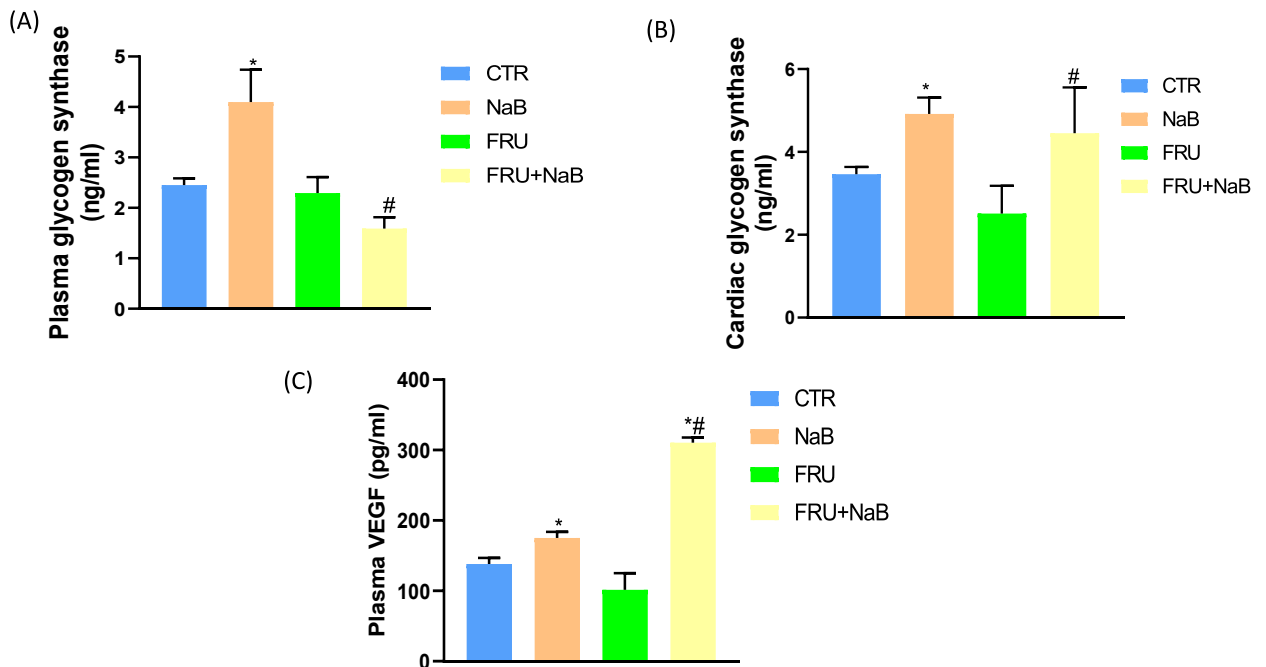 (A)
Plasma glycogen synthase
(ng/ml)
5
4
3
2
1
0
*
#
CTR
NaB
FRU
FRU+NaB
(B)
Cardiac glycogen synthase
(ng/ml)
6
4
2
0
*
#
CTR
NaB
FRU
FRU+NaB
(C)
Plasma VEGF (pg/ml)
400
300
200
100
0
*
*#
CTR
NaB
FRU
FRU+NaB